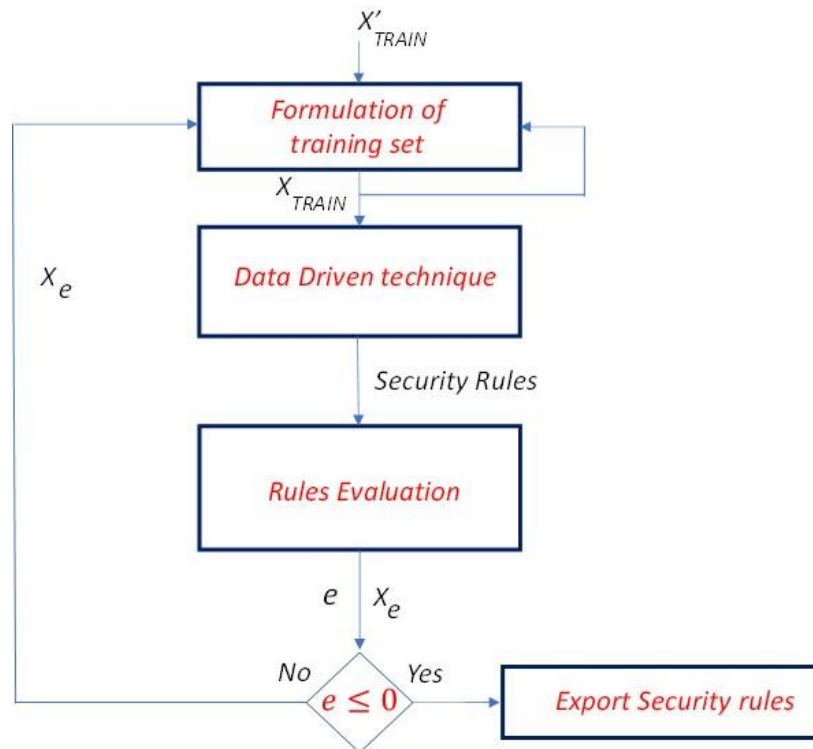 X'TRAIN
Formulation of
training set
XTRAIN
Data Driven technique
Xe
Security Rules
Rules Evaluation
e Xe
No Yes
e ≤ 0
Export Security rules